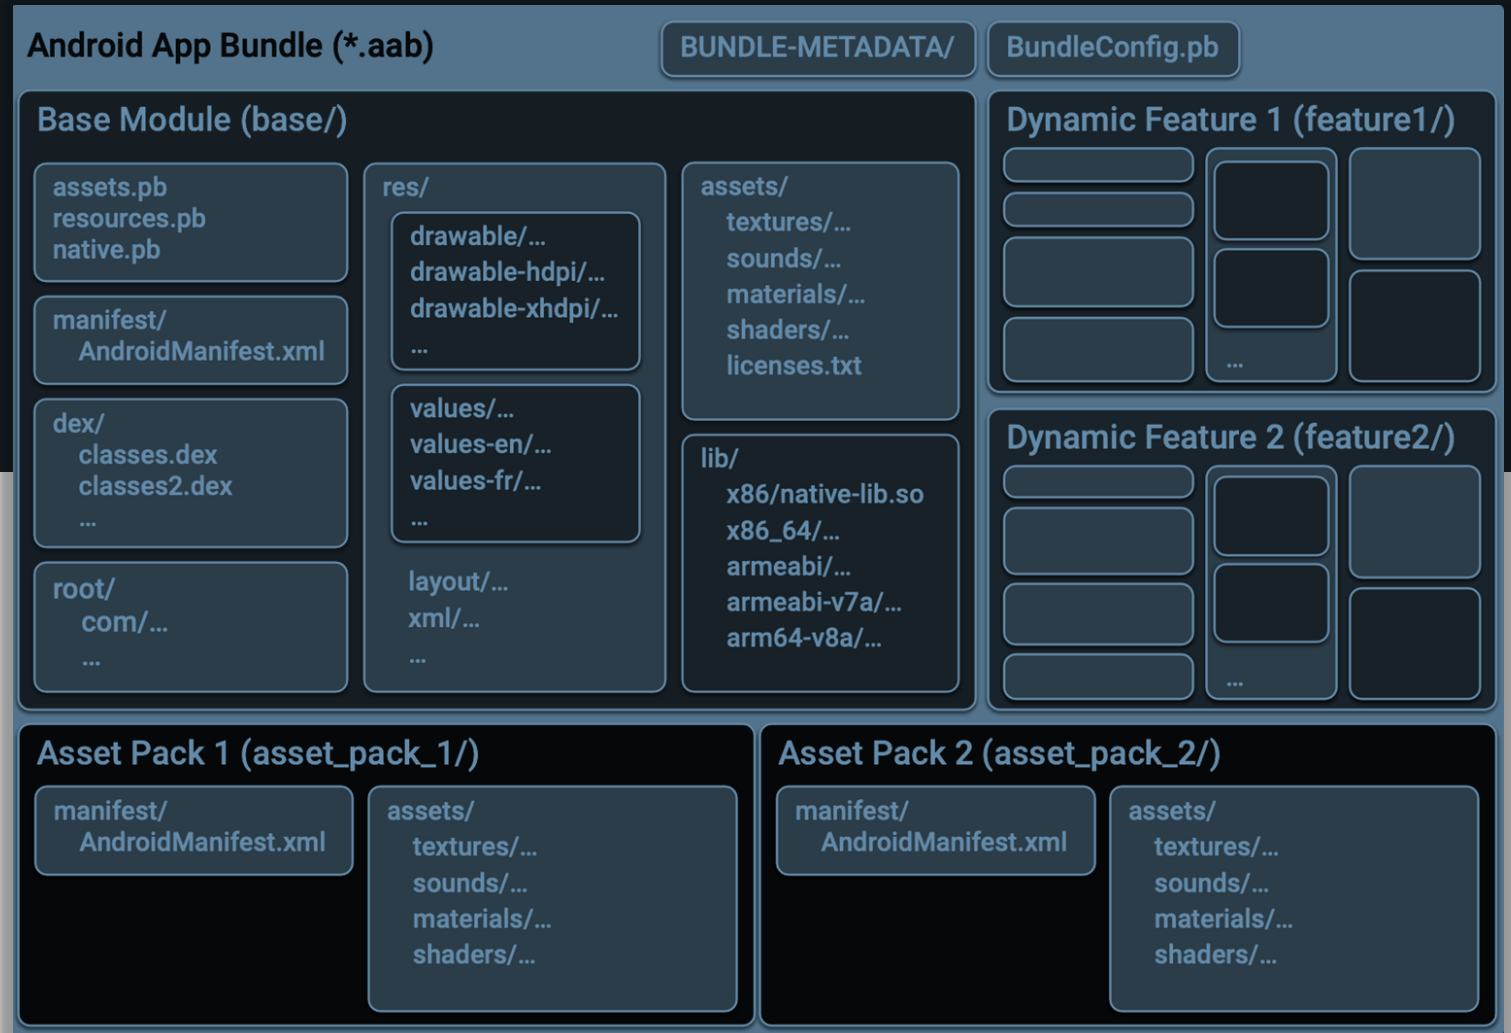 Android App Bundle (*.aab)
BUNDLE-METADATA/
BundleConfig.pb
Base Module (base/)
assets.pb
resources.pb
native.pb
manifest/
AndroidManifest.xml
dex/
classes.dex
classes2.dex
...
root/
com/...
...
res/
drawable/...
drawable-hdpi/...
drawable-xhdpi/...
...
values/...
values-en/...
values-fr/...
...
layout/...
xml/...
...
assets/
textures/...
sounds/...
materials/...
shaders/...
licenses.txt
lib/
x86/native-lib.so
x86_64/...
armeabi/...
armeabi-v7a/...
arm64-v8a/...
Dynamic Feature 1 (feature1/)
...
Dynamic Feature 2 (feature2/)
...
Asset Pack 1 (asset_pack_1/)
manifest/
AndroidManifest.xml
assets/
textures/...
sounds/...
materials/...
shaders/...
Asset Pack 2 (asset_pack_2/)
manifest/
AndroidManifest.xml
assets/
textures/...
sounds/...
materials/...
shaders/...